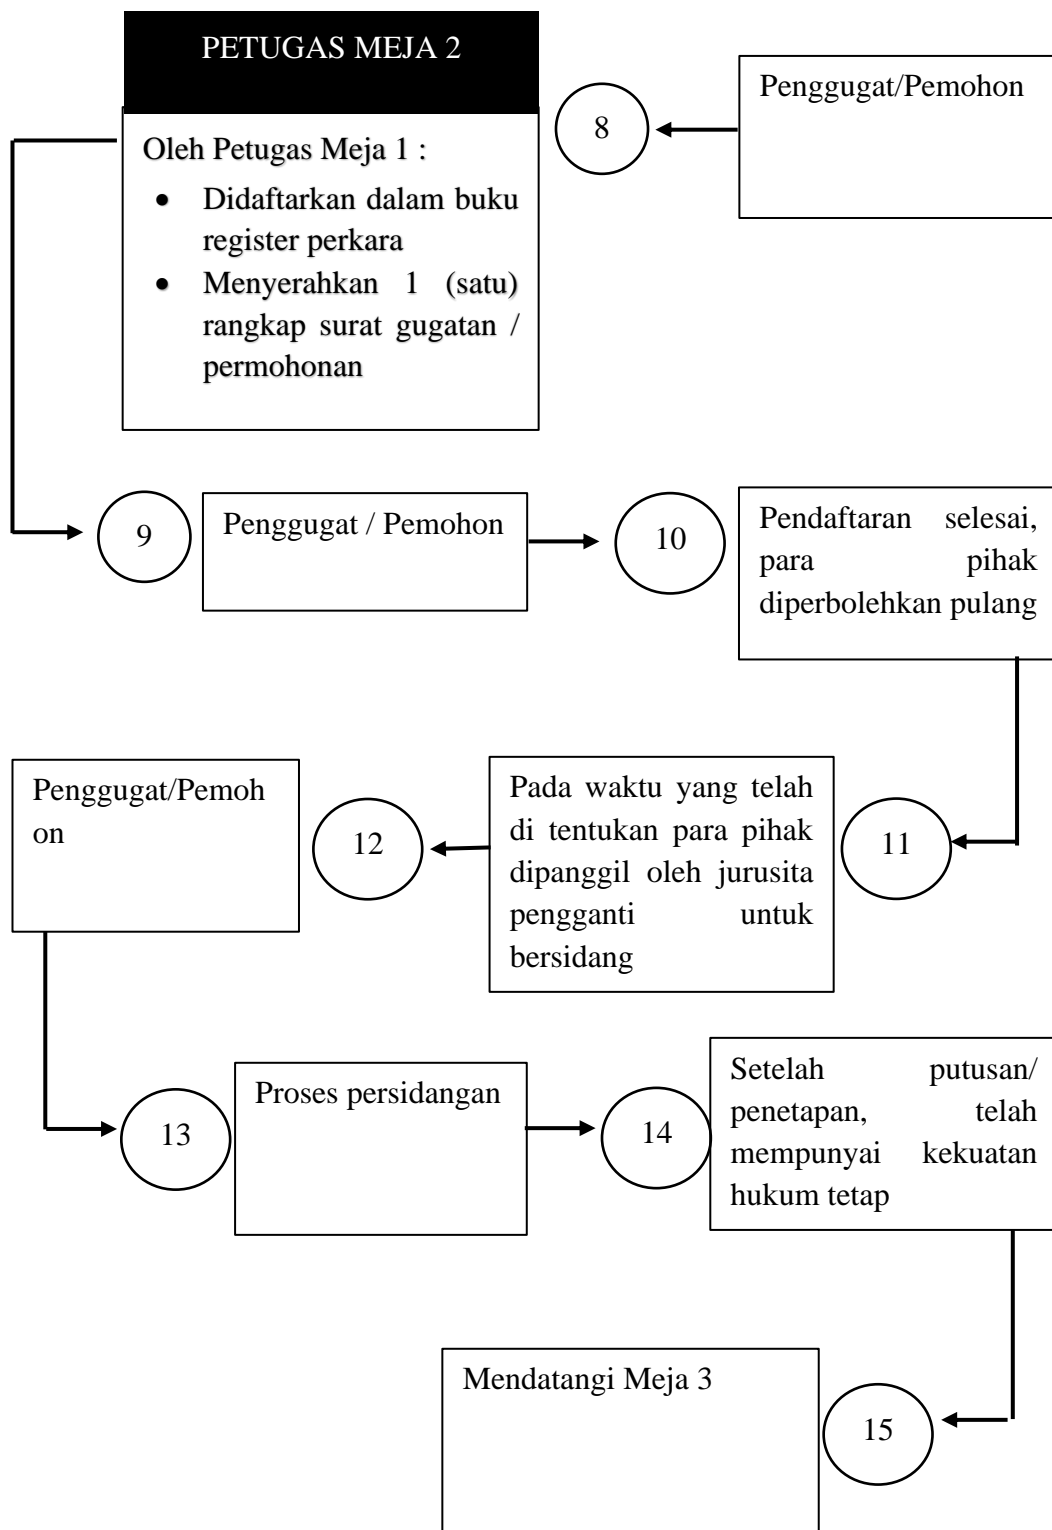 PETUGAS MEJA 2
Oleh Petugas Meja 1 :
• Didaftarkan dalam buku
register perkara
• Menyerahkan 1 (satu)
rangkap surat gugatan /
permohonan
8
Penggugat/Pemohon
9
Penggugat / Pemohon
10
Pendaftaran selesai,
para pihak
diperbolehkan pulang
Penggugat/Pemoh
on
12
Pada waktu yang telah
di tentukan para pihak
dipanggil oleh jurusita
pengganti untuk
bersidang
11
13
Proses persidangan
14
Setelah putusan/
penetapan, telah
mempunyai kekuatan
hukum tetap
Mendatangi Meja 3
15